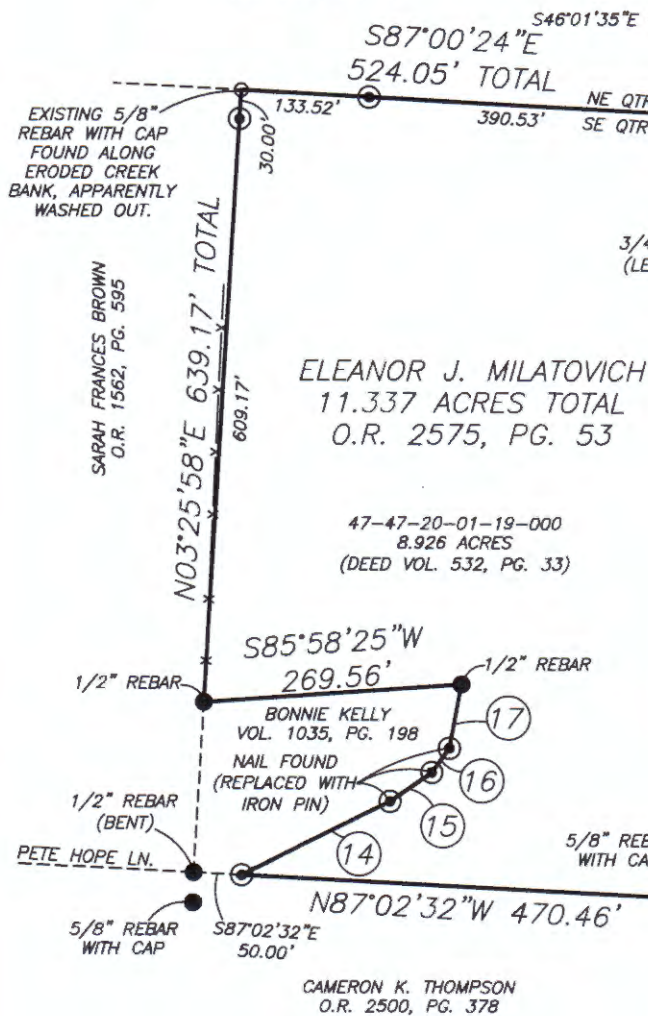 S46°01'35"E
S87°00'24"E
524.05' TOTAL
133.52'
390.53'
NE QTR
SE QTR
EXISTING 5/8"
REBAR WITH CAP
FOUND ALONG
ERODED CREEK
BANK, APPARENTLY
WASHED OUT.
30.00'
N03°25'58"E 639.17' TOTAL
609.17'
SARAH FRANCES BROWN
O.R. 1562, PG. 595
3/4
(LE
ELEANOR J. MILATOVICH
11.337 ACRES TOTAL
O.R. 2575, PG. 53
47-47-20-01-19-000
8.926 ACRES
(DEED VOL. 532, PG. 33)
S85°58'25"W
269.56'
1/2" REBAR
1/2" REBAR
BONNIE KELLY
VOL. 1035, PG. 198
17
NAIL FOUND
(REPLACED WITH
IRON PIN)
16
15
14
1/2" REBAR
(BENT)
PETE HOPE LN.
5/8" REB
WITH CA
N87°02'32"W 470.46'
5/8" REBAR
WITH CAP
S87°02'32"E
50.00'
CAMERON K. THOMPSON
O.R. 2500, PG. 378